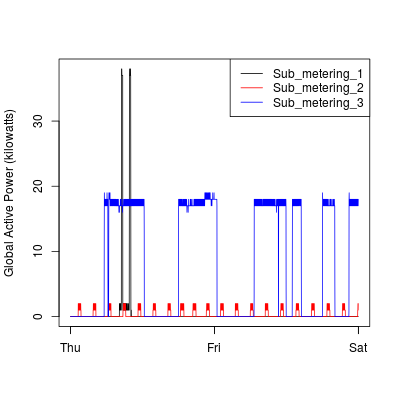 Sub_metering_1
Sub_metering_2
Sub_metering_3
Global Active Power (kilowatts)
30
20
10
0
Thu
Fri
Sat